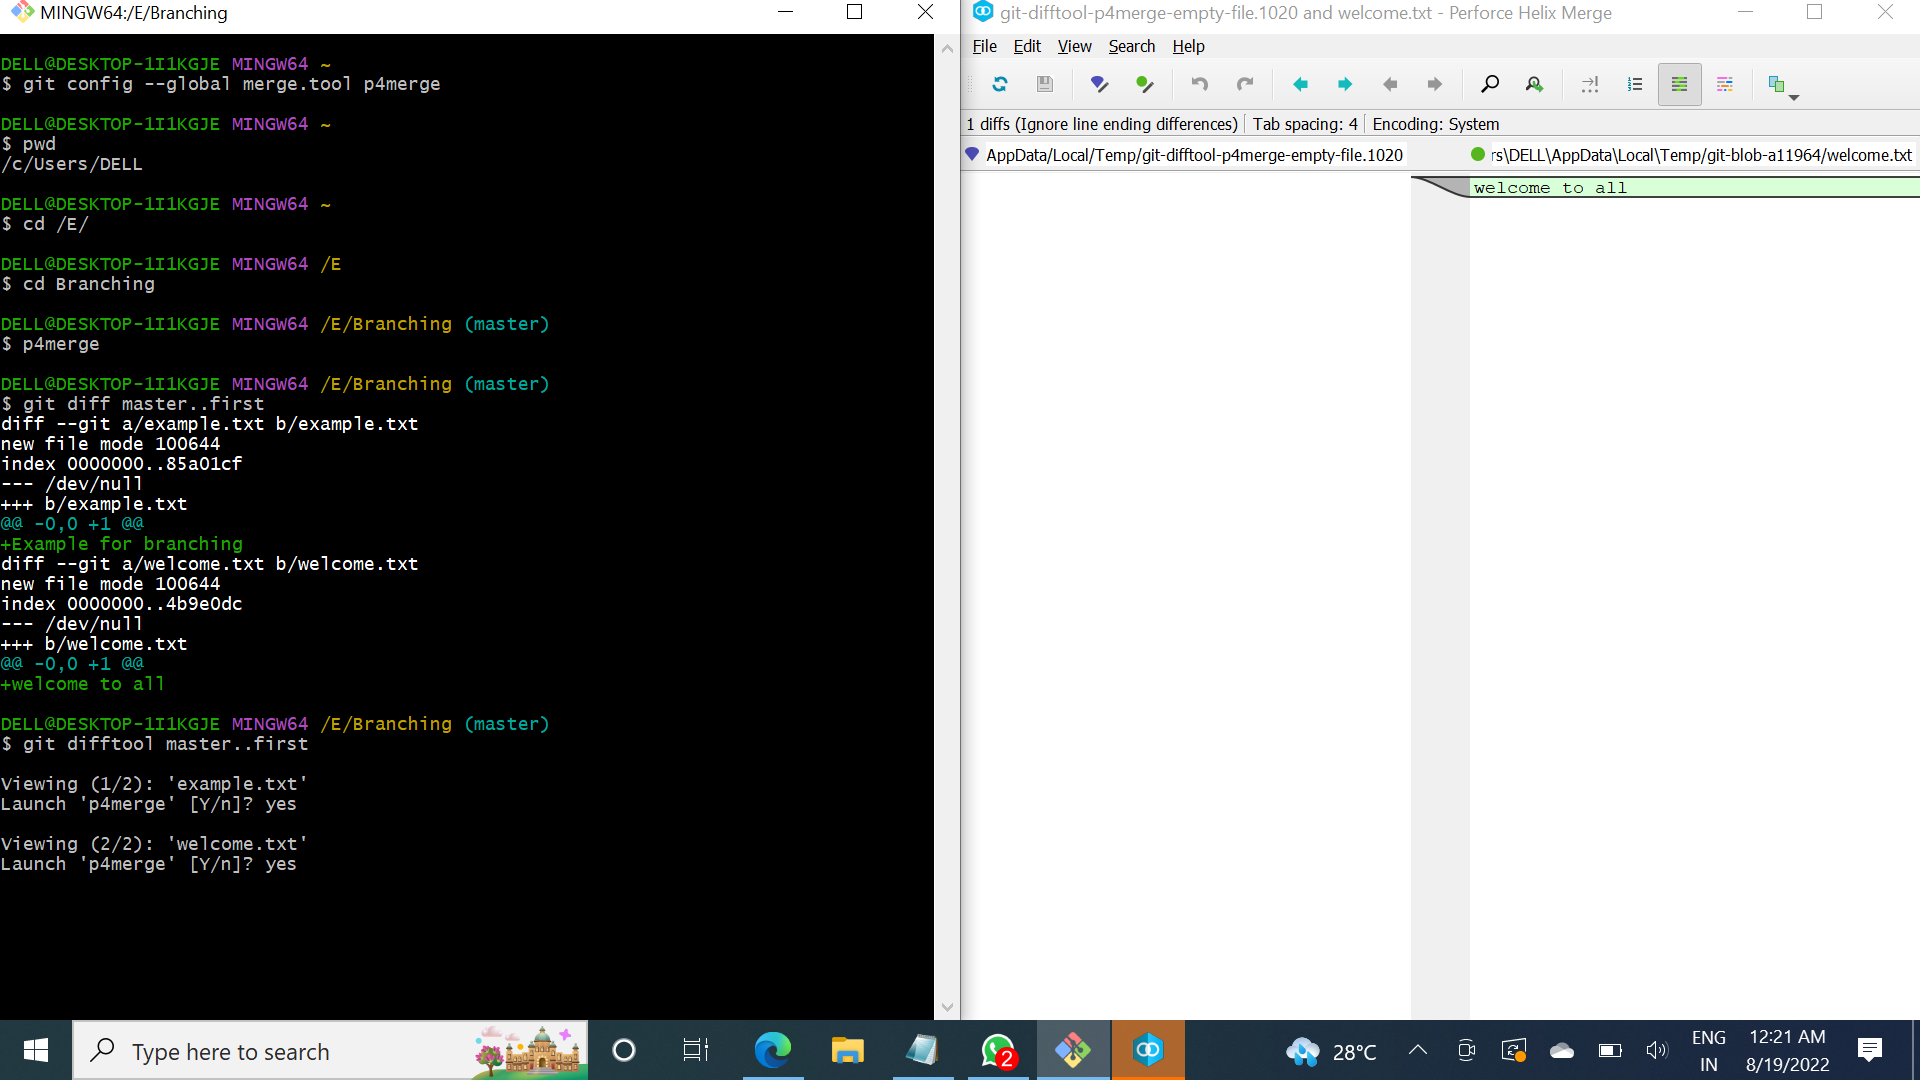 MINGW64:/E/Branching
DELL@DESKTOP-1I1KGJE MINGW64 ~
$ git config --global merge.tool p4merge
DELL@DESKTOP-1I1KGJE MINGW64 ~
$ pwd
/c/Users/DELL
DELL@DESKTOP-1I1KGJE MINGW64 ~
$ cd /E/
DELL@DESKTOP-1I1KGJE MINGW64 /E
$ cd Branching
DELL@DESKTOP-1I1KGJE MINGW64 /E/Branching (master)
$ p4merge
DELL@DESKTOP-1I1KGJE MINGW64 /E/Branching (master)
$ git diff master..first
diff --git a/example.txt b/example.txt
new file mode 100644
index 0000000..85a01cf
--- /dev/null
+++ b/example.txt
@@ -0,0 +1 @@
+Example for branching
diff --git a/welcome.txt b/welcome.txt
new file mode 100644
index 0000000..4b9e0dc
--- /dev/null
+++ b/welcome.txt
@@ -0,0 +1 @@
+welcome to all
DELL@DESKTOP-1I1KGJE MINGW64 /E/Branching (master)
$ git difftool master..first
Viewing (1/2): 'example.txt'
Launch 'p4merge' [Y/n]? yes
Viewing (2/2): 'welcome.txt'
Launch 'p4merge' [Y/n]? yes
git-difftool-p4merge-empty-file.1020 and welcome.txt - Perforce Helix Merge
File Edit View Search Help
1 diffs (Ignore line ending differences) Tab spacing: 4 Encoding: System
AppData/Local/Temp/git-difftool-p4merge-empty-file.1020
rs\DELL\AppData\Local\Temp/git-blob-a11964/welcome.txt
welcome to all
Type here to search
2
28°C
ENG
IN
12:21 AM
8/19/2022